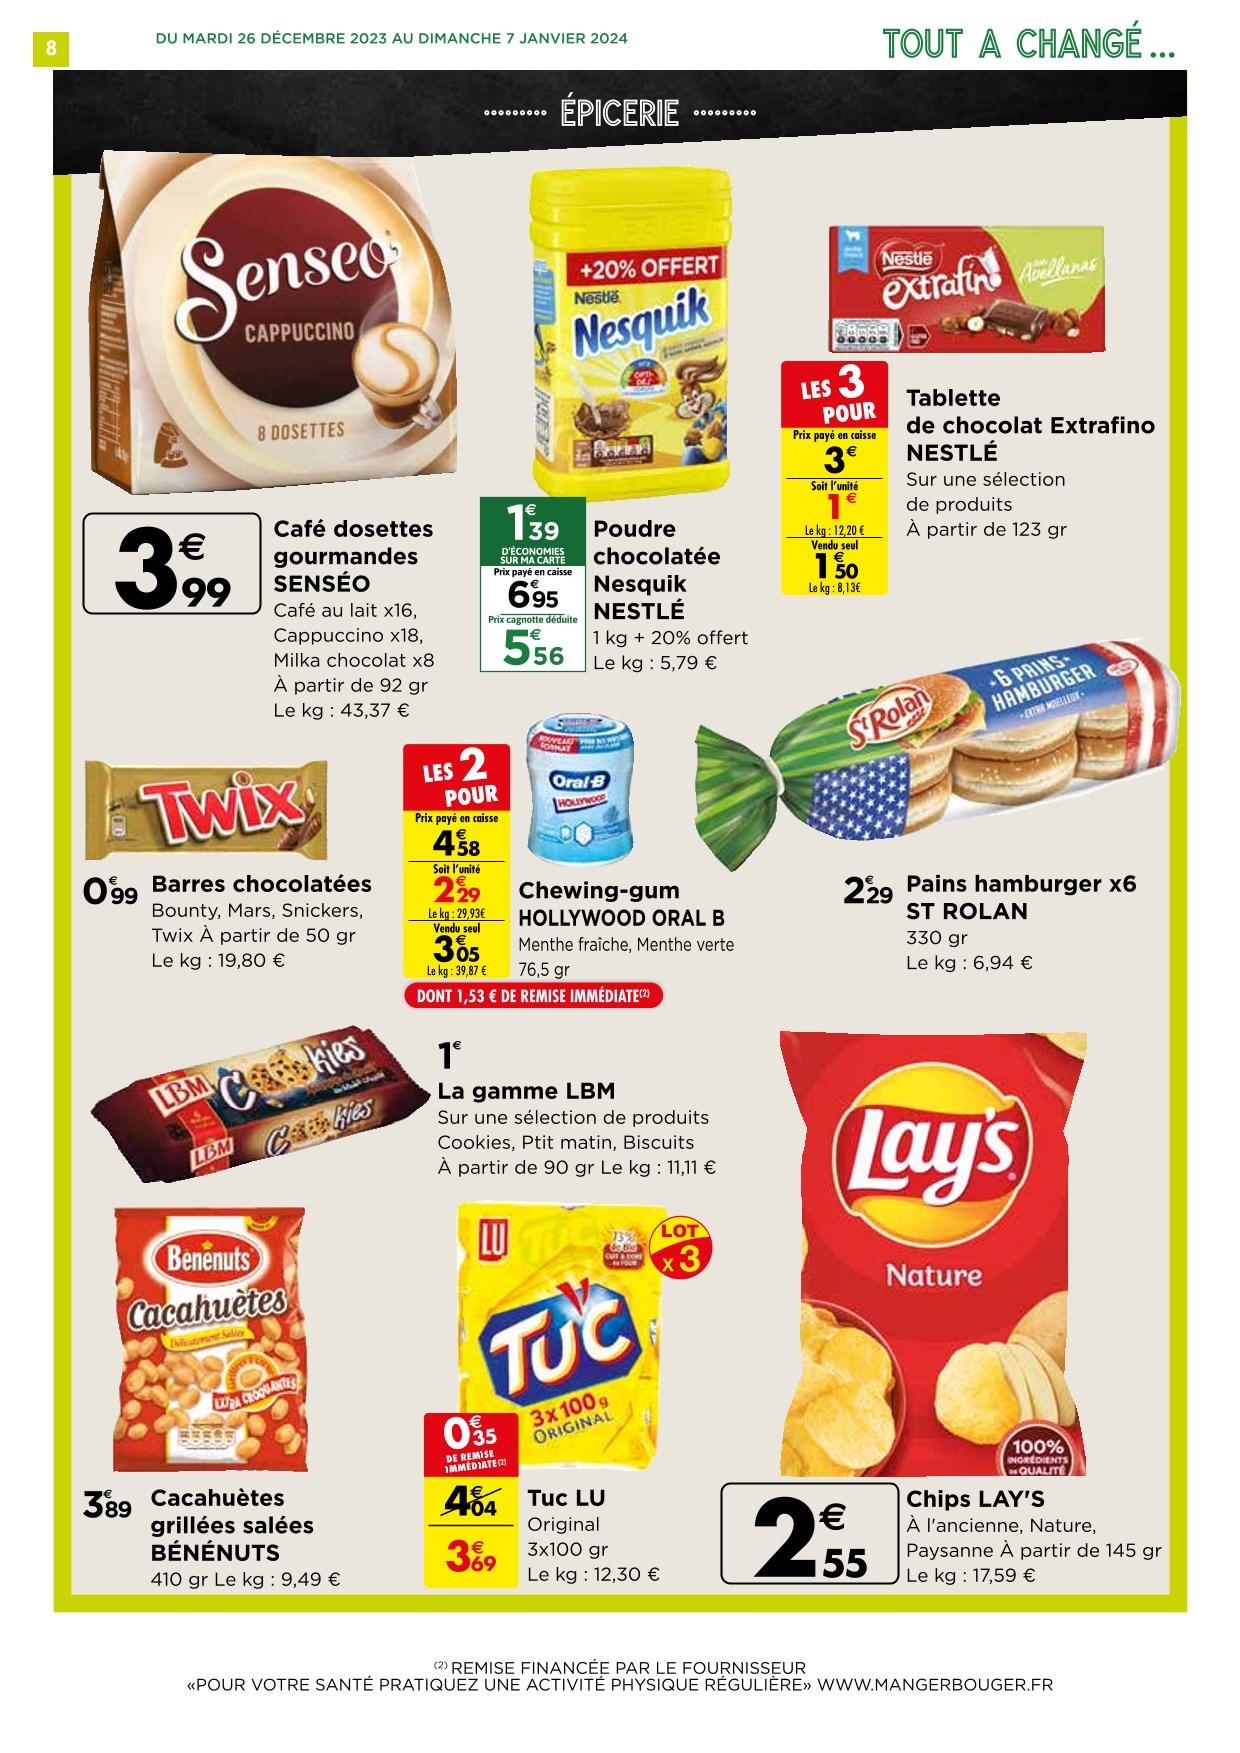 8
DU MARDI 26 DÉCEMBRE 2023 AU DIMANCHE 7 JANVIER 2024
TOUT A CHANGÉ...
ÉPICERIE
Senseo
CAPPUCCINO
8 DOSETTES
3€99
Café dosettes
gourmandes
SENSÉO
Café au lait x16,
Cappuccino x18,
Milka chocolat x8
À partir de 92 gr
Le kg : 43,37 €
+20% OFFERT
Nestlé
Nesquik
OPTI-
1€39
D'ÉCONOMIES
SUR MA CARTE
Prix payé en caisse
6€95
Prix cagnotte déduite
5€56
Poudre
chocolatée
Nesquik
NESTLÉ
1 kg + 20% offert
Le kg : 5,79 €
Nestlé
extrafino
Avellanas
LES 3
POUR
Prix payé en caisse
3€
Soit l'unité
1€
Le kg : 12,20 €
Vendu seul
1€50
Le kg : 8,13€
Tablette
de chocolat Extrafino
NESTLÉ
Sur une sélection
de produits
À partir de 123 gr
TWIX
0€99
Barres chocolatées
Bounty, Mars, Snickers,
Twix À partir de 50 gr
Le kg : 19,80 €
LES 2
POUR
Prix payé en caisse
4€58
Soit l'unité
2€29
Le kg : 29,93€
Vendu seul
3€05
Le kg : 39,87 €
DONT 1,53 € DE REMISE IMMÉDIATE(2)
NOUVEAU
FORMAT
Oral-B
HOLLYWOOD
Chewing-gum
HOLLYWOOD ORAL B
Menthe fraîche, Menthe verte
76,5 gr
St Rolan
6 PAINS
HAMBURGER
EXTRA MOELLEUX
2€29
Pains hamburger x6
ST ROLAN
330 gr
Le kg : 6,94 €
LBM
Cookies
LBM
Cookies
1€
La gamme LBM
Sur une sélection de produits
Cookies, Ptit matin, Biscuits
À partir de 90 gr Le kg : 11,11 €
Bénénuts
Cacahuètes
Délicatement Salées
EXTRA CROQUANTES
3€89
Cacahuètes
grillées salées
BÉNÉNUTS
410 gr Le kg : 9,49 €
LU
TUC
3x100g
ORIGINAL
LOT
x 3
0€35
DE REMISE
IMMÉDIATE(2)
4€04
3€69
Tuc LU
Original
3x100 gr
Le kg : 12,30 €
Lay's
Nature
100%
INGRÉDIENTS
DE QUALITÉ
2€55
Chips LAY'S
À l'ancienne, Nature,
Paysanne À partir de 145 gr
Le kg : 17,59 €
(2) REMISE FINANCÉE PAR LE FOURNISSEUR
«POUR VOTRE SANTÉ PRATIQUEZ UNE ACTIVITÉ PHYSIQUE RÉGULIÈRE» WWW.MANGERBOUGER.FR